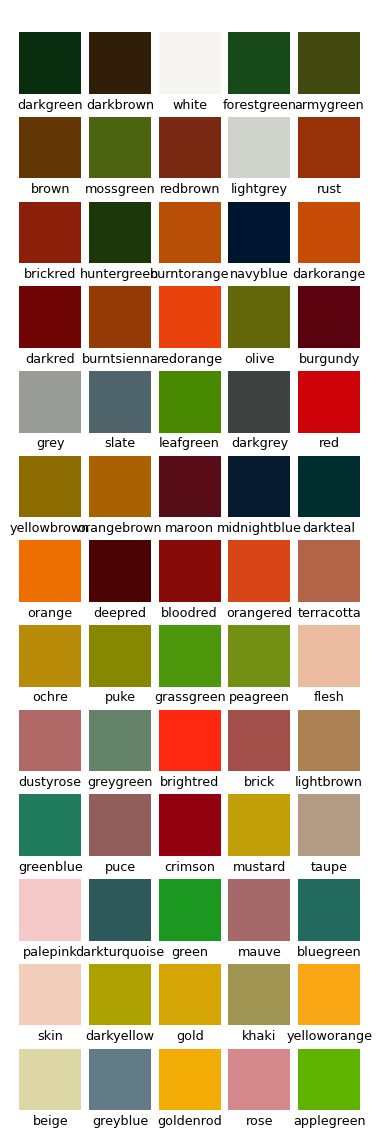 darkgreen darkbrown white forestgreen armygreen
brown mossgreen redbrown lightgrey rust
brickred huntergreen burntorange navyblue darkorange
darkred burntsienna redorange olive burgundy
grey slate leafgreen darkgrey red
yellowbrown orangebrown maroon midnightblue darkteal
orange deepred bloodred orangered terracotta
ochre puke grassgreen peagreen flesh
dustyrose greygreen brightred brick lightbrown
greenblue puce crimson mustard taupe
palepink darkturquoise green mauve bluegreen
skin darkyellow gold khaki yelloworange
beige greyblue goldenrod rose applegreen